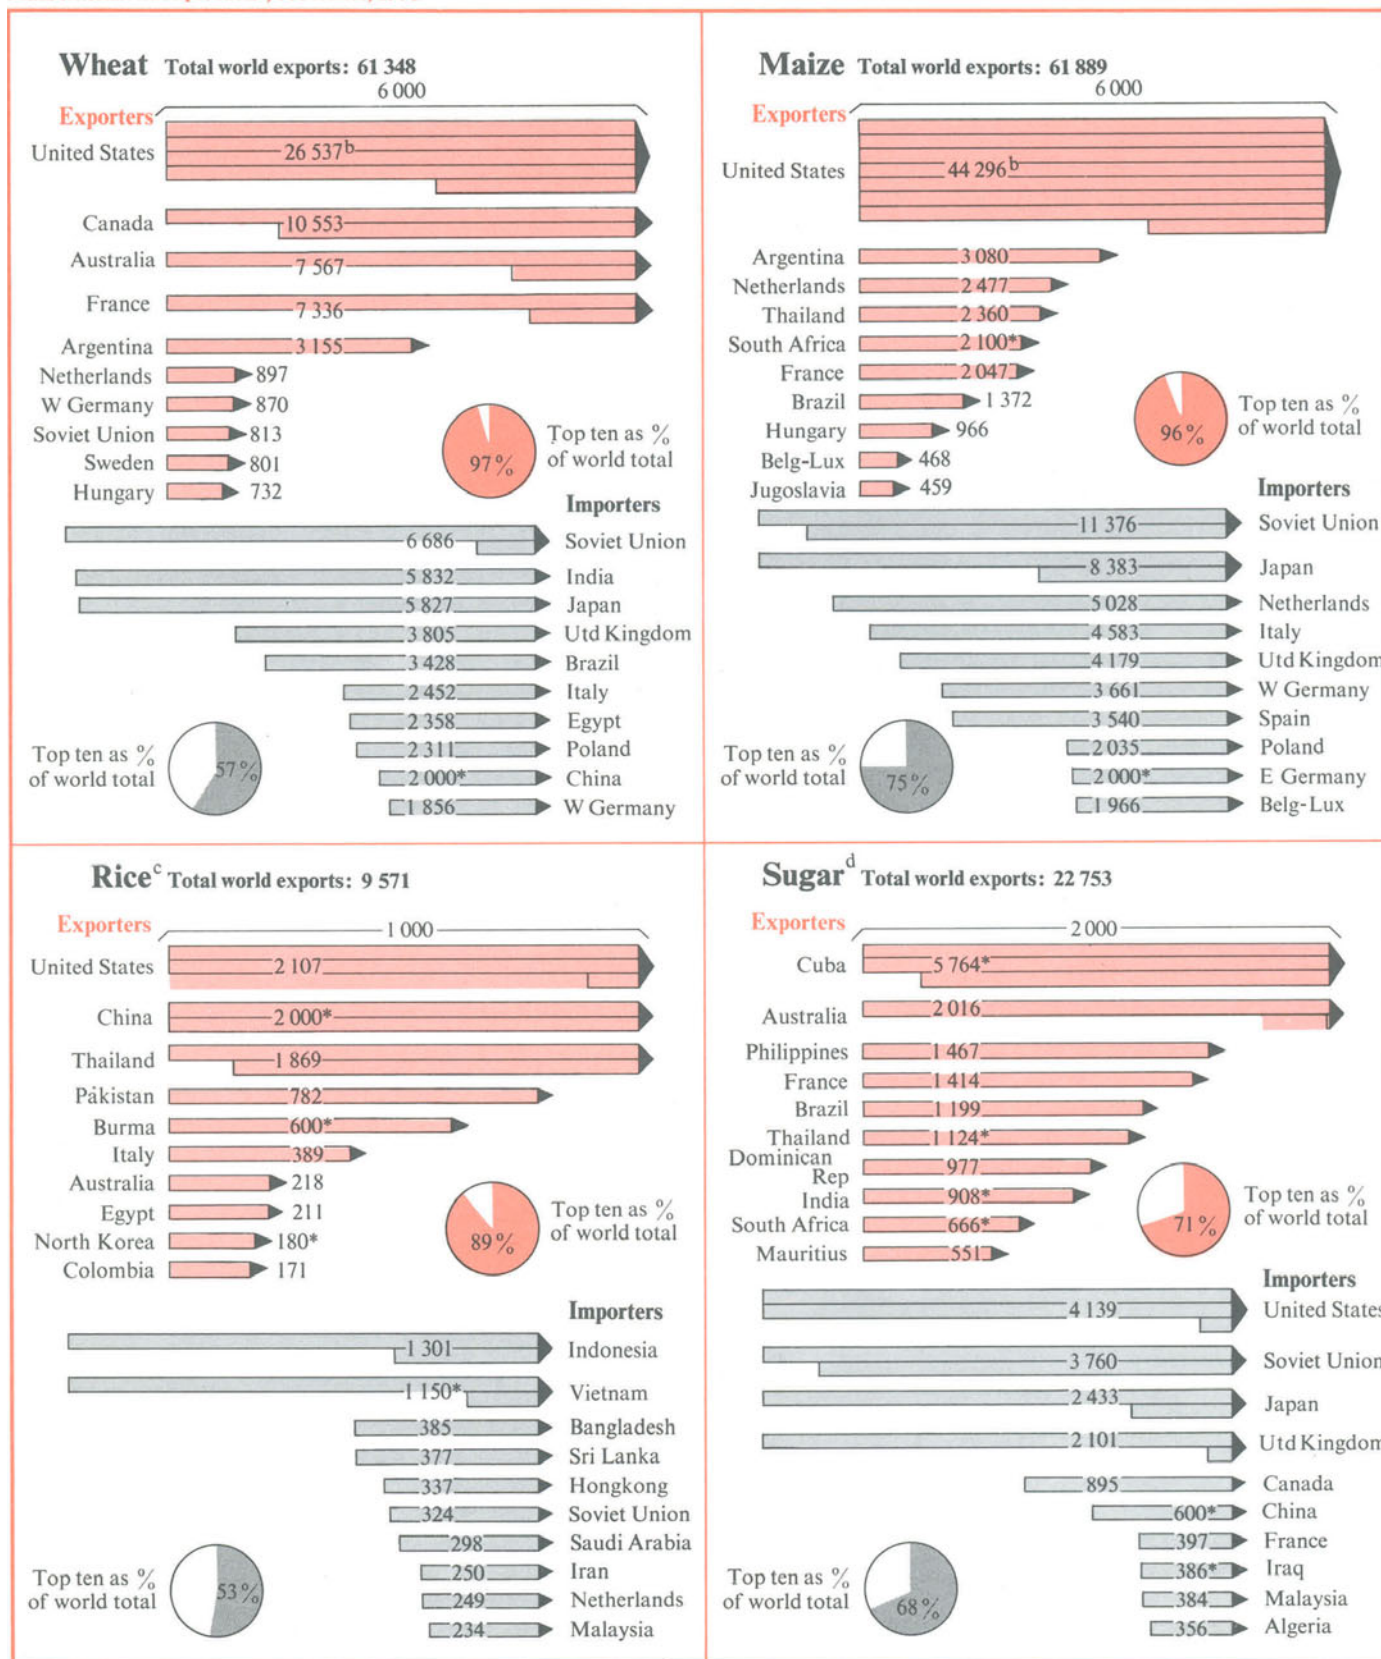 Wheat Total world exports: 61 348
6 000
Exporters
United States 26 537b
Canada 10 553
Australia 7 567
France 7 336
Argentina 3 155
Netherlands 897
W Germany 870
Soviet Union 813
Sweden 801
Hungary 732
97%
Top ten as %
of world total
Importers
6 686 Soviet Union
5 832 India
5 827 Japan
3 805 Utd Kingdom
3 428 Brazil
2 452 Italy
2 358 Egypt
2 311 Poland
2 000* China
1 856 W Germany
Top ten as %
of world total
57%
Maize Total world exports: 61 889
6 000
Exporters
United States 44 296b
Argentina 3 080
Netherlands 2 477
Thailand 2 360
South Africa 2 100*
France 2 047
Brazil 1 372
Hungary 966
Belg-Lux 468
Jugoslavia 459
96%
Top ten as %
of world total
Importers
11 376 Soviet Union
8 383 Japan
5 028 Netherlands
4 583 Italy
4 179 Utd Kingdom
3 661 W Germany
3 540 Spain
2 035 Poland
2 000* E Germany
1 966 Belg-Lux
Top ten as %
of world total
75%
Ricec Total world exports: 9 571
Exporters
1 000
United States 2 107
China 2 000*
Thailand 1 869
Pakistan 782
Burma 600*
Italy 389
Australia 218
Egypt 211
North Korea 180*
Colombia 171
89%
Top ten as %
of world total
Importers
1 301 Indonesia
1 150* Vietnam
385 Bangladesh
377 Sri Lanka
337 Hongkong
324 Soviet Union
298 Saudi Arabia
250 Iran
249 Netherlands
234 Malaysia
Top ten as %
of world total
53%
Sugard Total world exports: 22 753
Exporters
2 000
Cuba 5 764*
Australia 2 016
Philippines 1 467
France 1 414
Brazil 1 199
Thailand 1 124*
Dominican
Rep 977
India 908*
South Africa 666*
Mauritius 551
71%
Top ten as %
of world total
Importers
4 139 United States
3 760 Soviet Union
2 433 Japan
2 101 Utd Kingdom
895 Canada
600* China
397 France
386* Iraq
384 Malaysia
356 Algeria
Top ten as %
of world total
68%